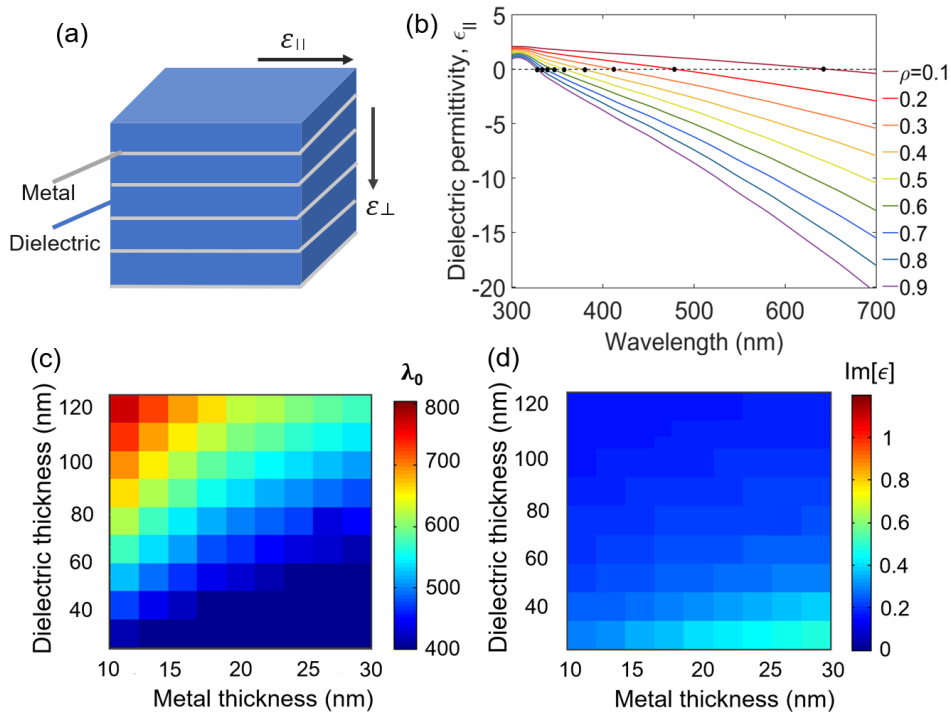 (a)
ε||
ε⊥
Metal
Dielectric
(b)
Dielectric permittivity, ϵ||
5
0
-5
-10
-15
-20
300
400
500
600
700
Wavelength (nm)
ρ=0.1
0.2
0.3
0.4
0.5
0.6
0.7
0.8
0.9
(c)
λ0
Dielectric thickness (nm)
120
100
80
60
40
10
15
20
25
30
Metal thickness (nm)
800
700
600
500
400
(d)
Im[ϵ]
Dielectric thickness (nm)
120
100
80
60
40
10
15
20
25
30
Metal thickness (nm)
1
0.8
0.6
0.4
0.2
0